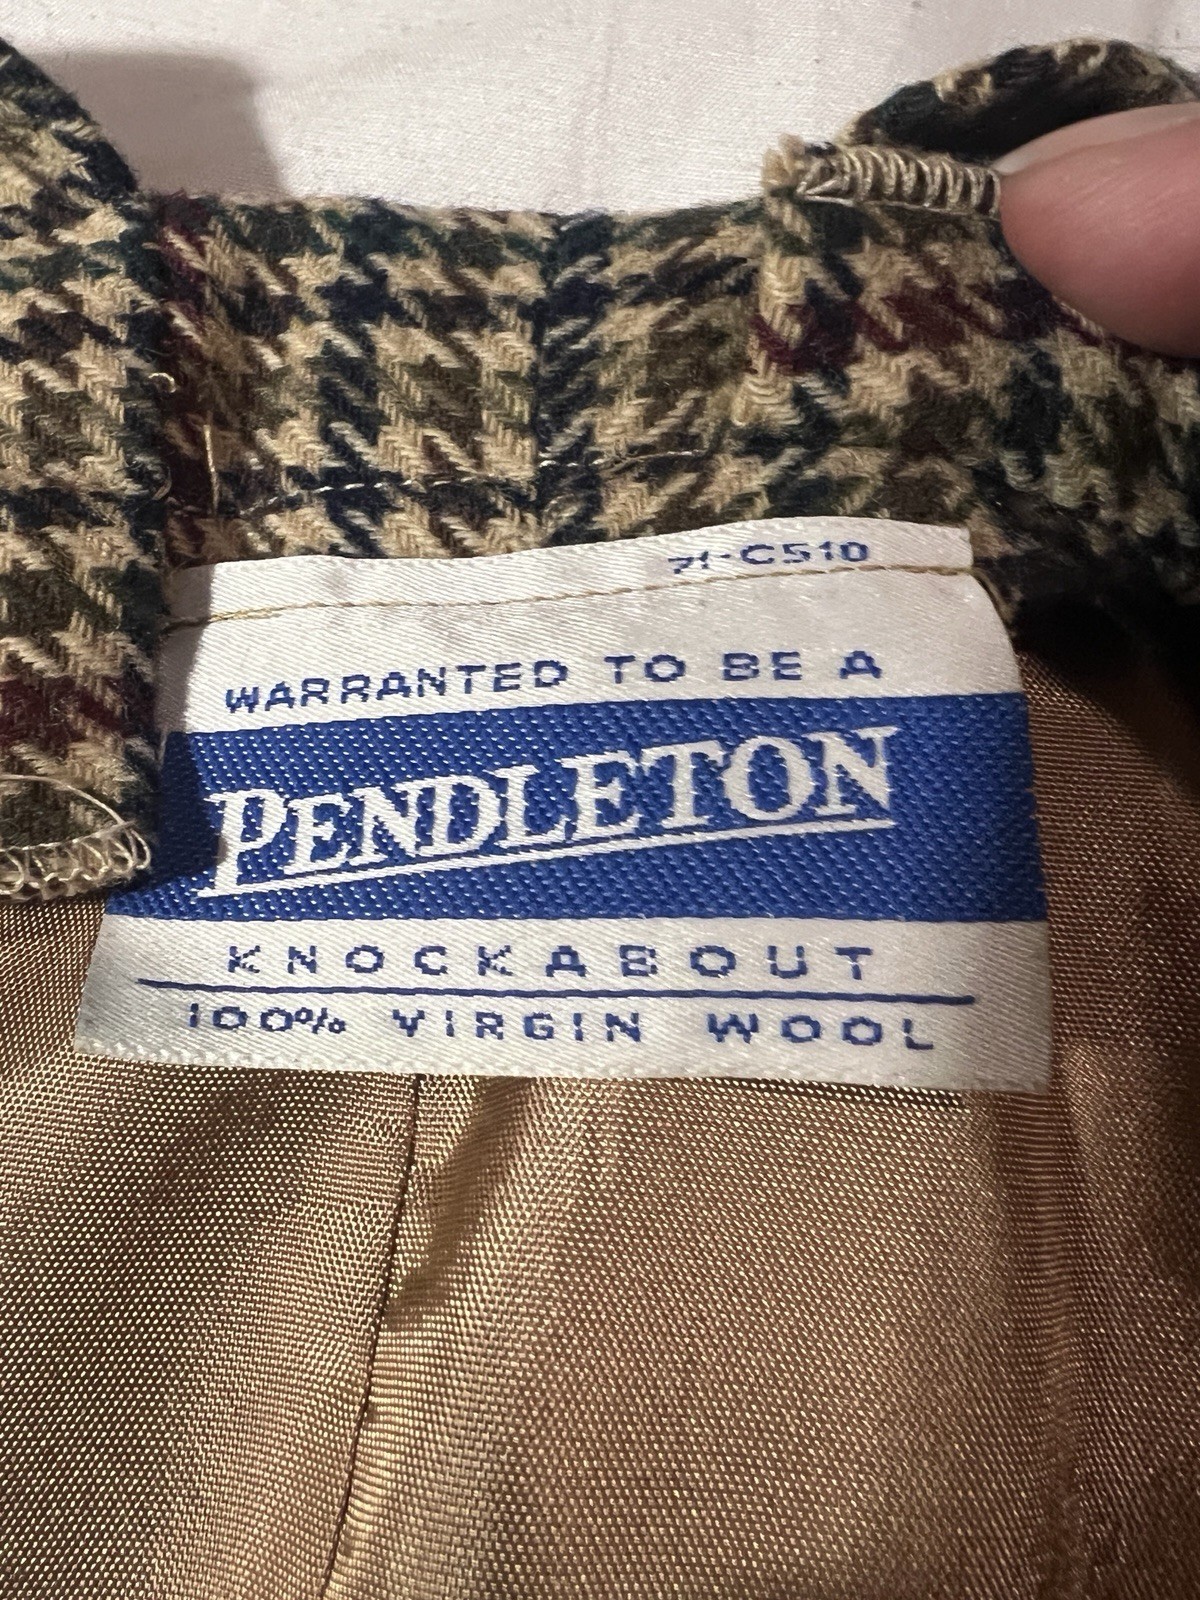 71-C510
WARRANTED TO BE A
PENDLETON
KNOCKABOUT
100% VIRGIN WOOL